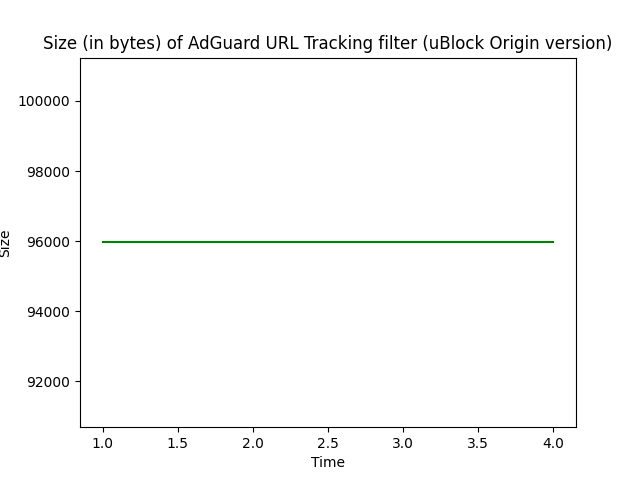 Size (in bytes) of AdGuard URL Tracking filter (uBlock Origin version)
100000
98000
96000
94000
92000
Size
1.0 1.5 2.0 2.5 3.0 3.5 4.0
Time